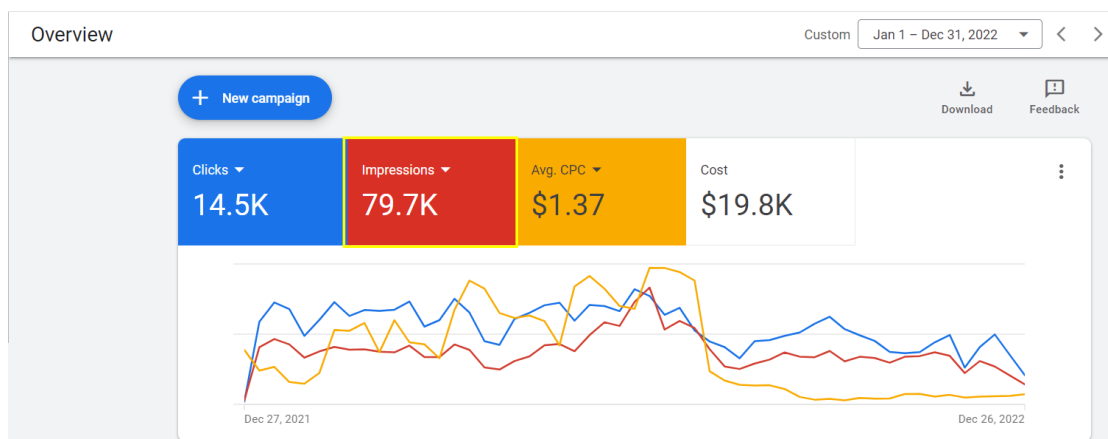 Overview
Custom Jan 1 – Dec 31, 2022
+ New campaign
Download Feedback
Clicks Impressions Avg. CPC Cost
14.5K 79.7K $1.37 $19.8K
Dec 27, 2021 Dec 26, 2022